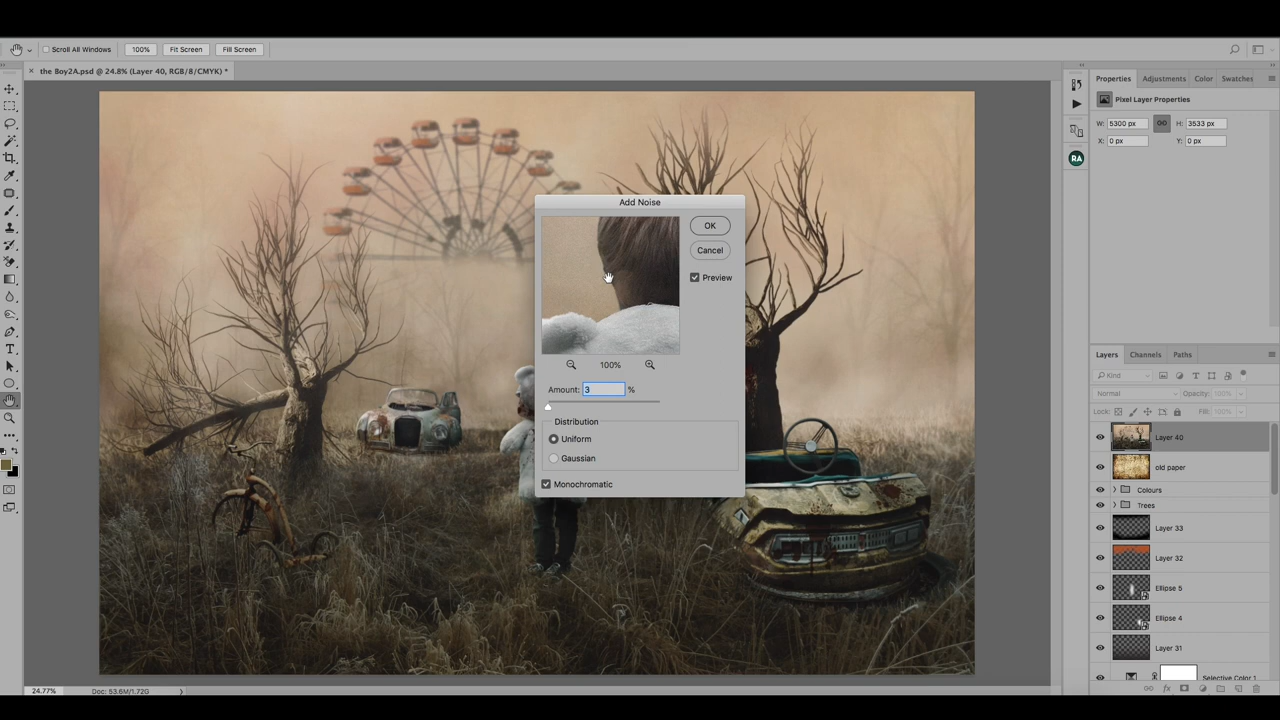 Scroll All Windows 100% Fit Screen Fill Screen
the Boy2A.psd @ 24.8% (Layer 40, RGB/8/CMYK) *
Properties Adjustments Color Swatches
Pixel Layer Properties
W: 5300 px H: 3533 px
X: 0 px Y: 0 px
RA
Add Noise
OK
Cancel
Preview
100%
Amount: 3 %
Distribution
Uniform
Gaussian
Monochromatic
Layers Channels Paths
Kind
Normal Opacity: 100%
Lock: Fill: 100%
Layer 40
old paper
Colours
Trees
Layer 33
Layer 32
Ellipse 5
Ellipse 4
Layer 31
Selective Color 1
24.77% Doc: 53.6M/1.72G